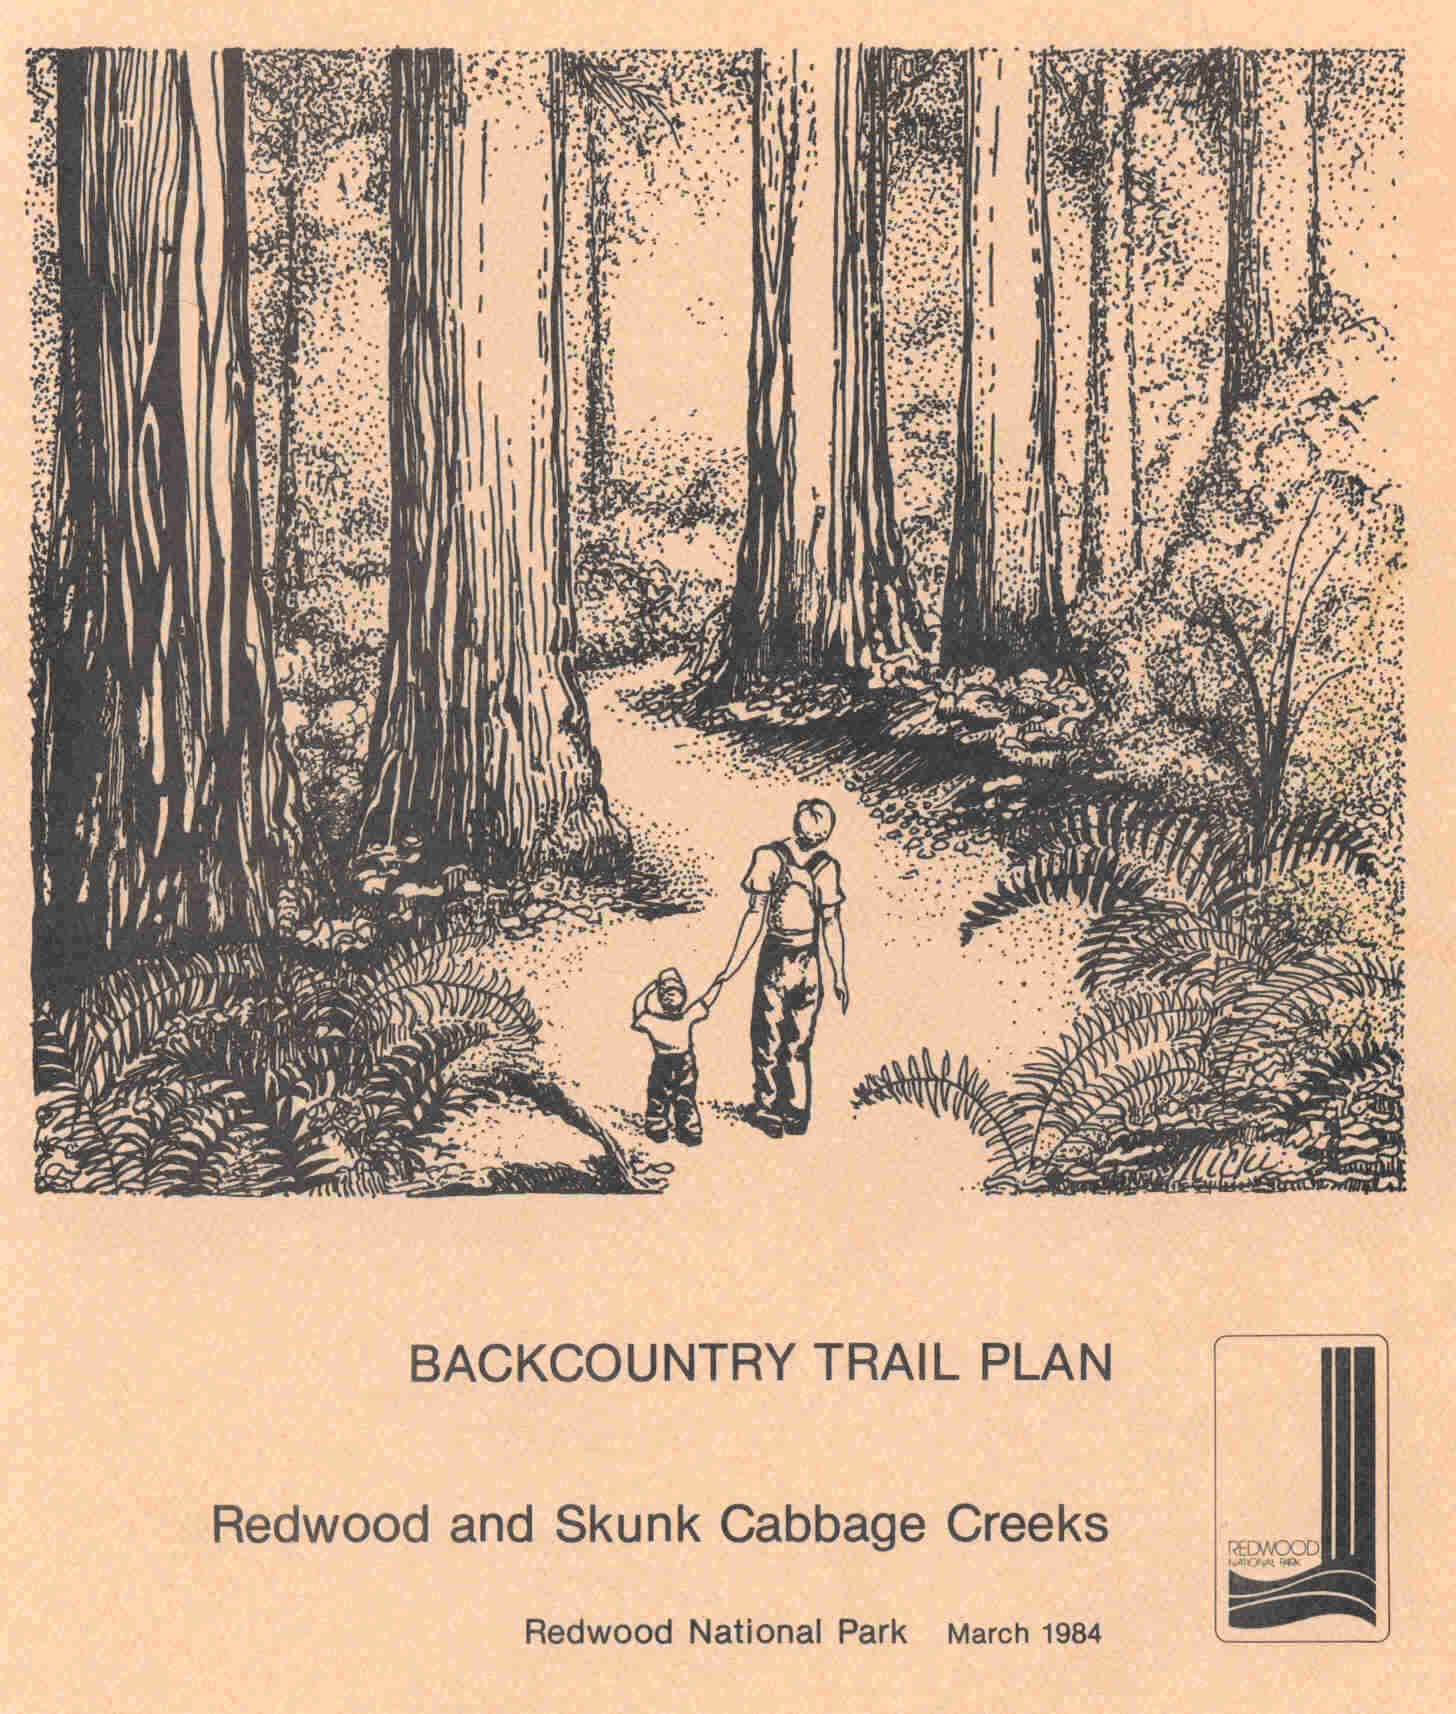 BACKCOUNTRY TRAIL PLAN
Redwood and Skunk Cabbage Creeks
Redwood National Park March 1984
REDWOOD
NATIONAL PARK